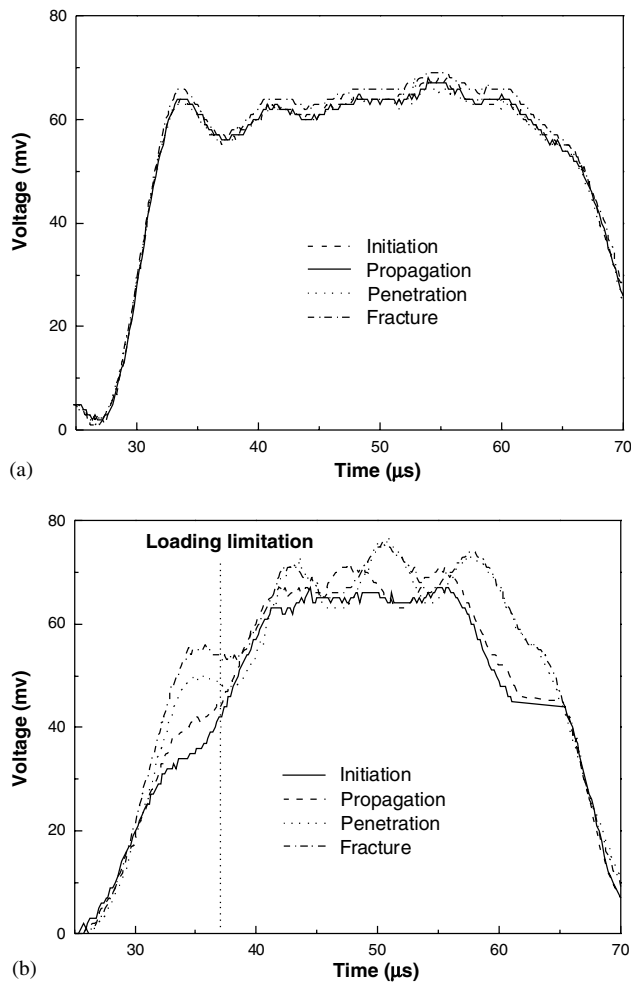 80
60
40
20
0
Voltage (mv)
Initiation
Propagation
Penetration
Fracture
30
40
50
60
70
(a)
Time (μs)
80
60
40
20
0
Voltage (mv)
Loading limitation
Initiation
Propagation
Penetration
Fracture
30
40
50
60
70
(b)
Time (μs)